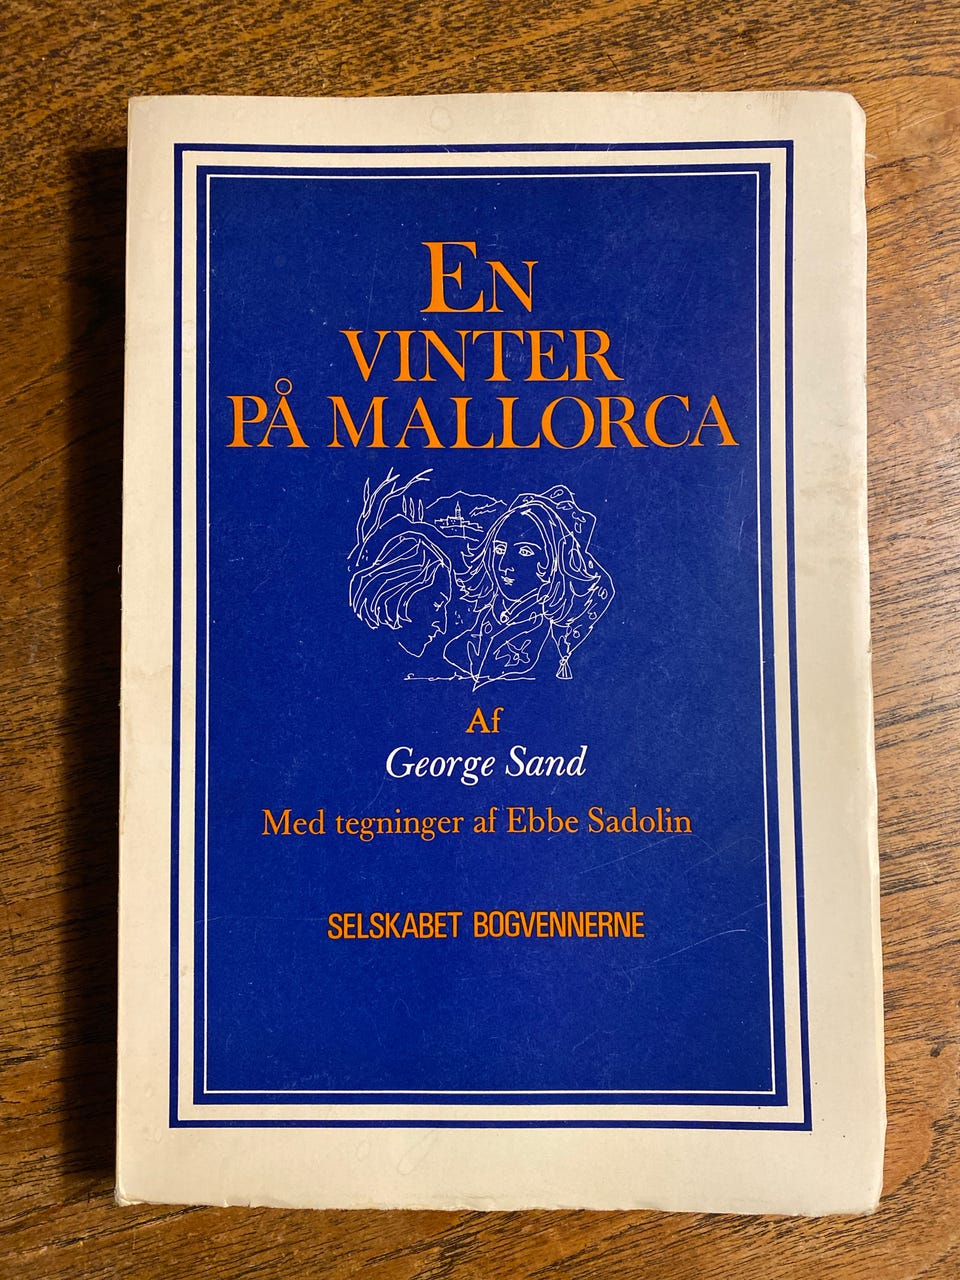 EN
VINTER
PÅ MALLORCA
Af
George Sand
Med tegninger af Ebbe Sadolin
SELSKABET BOGVENNERNE